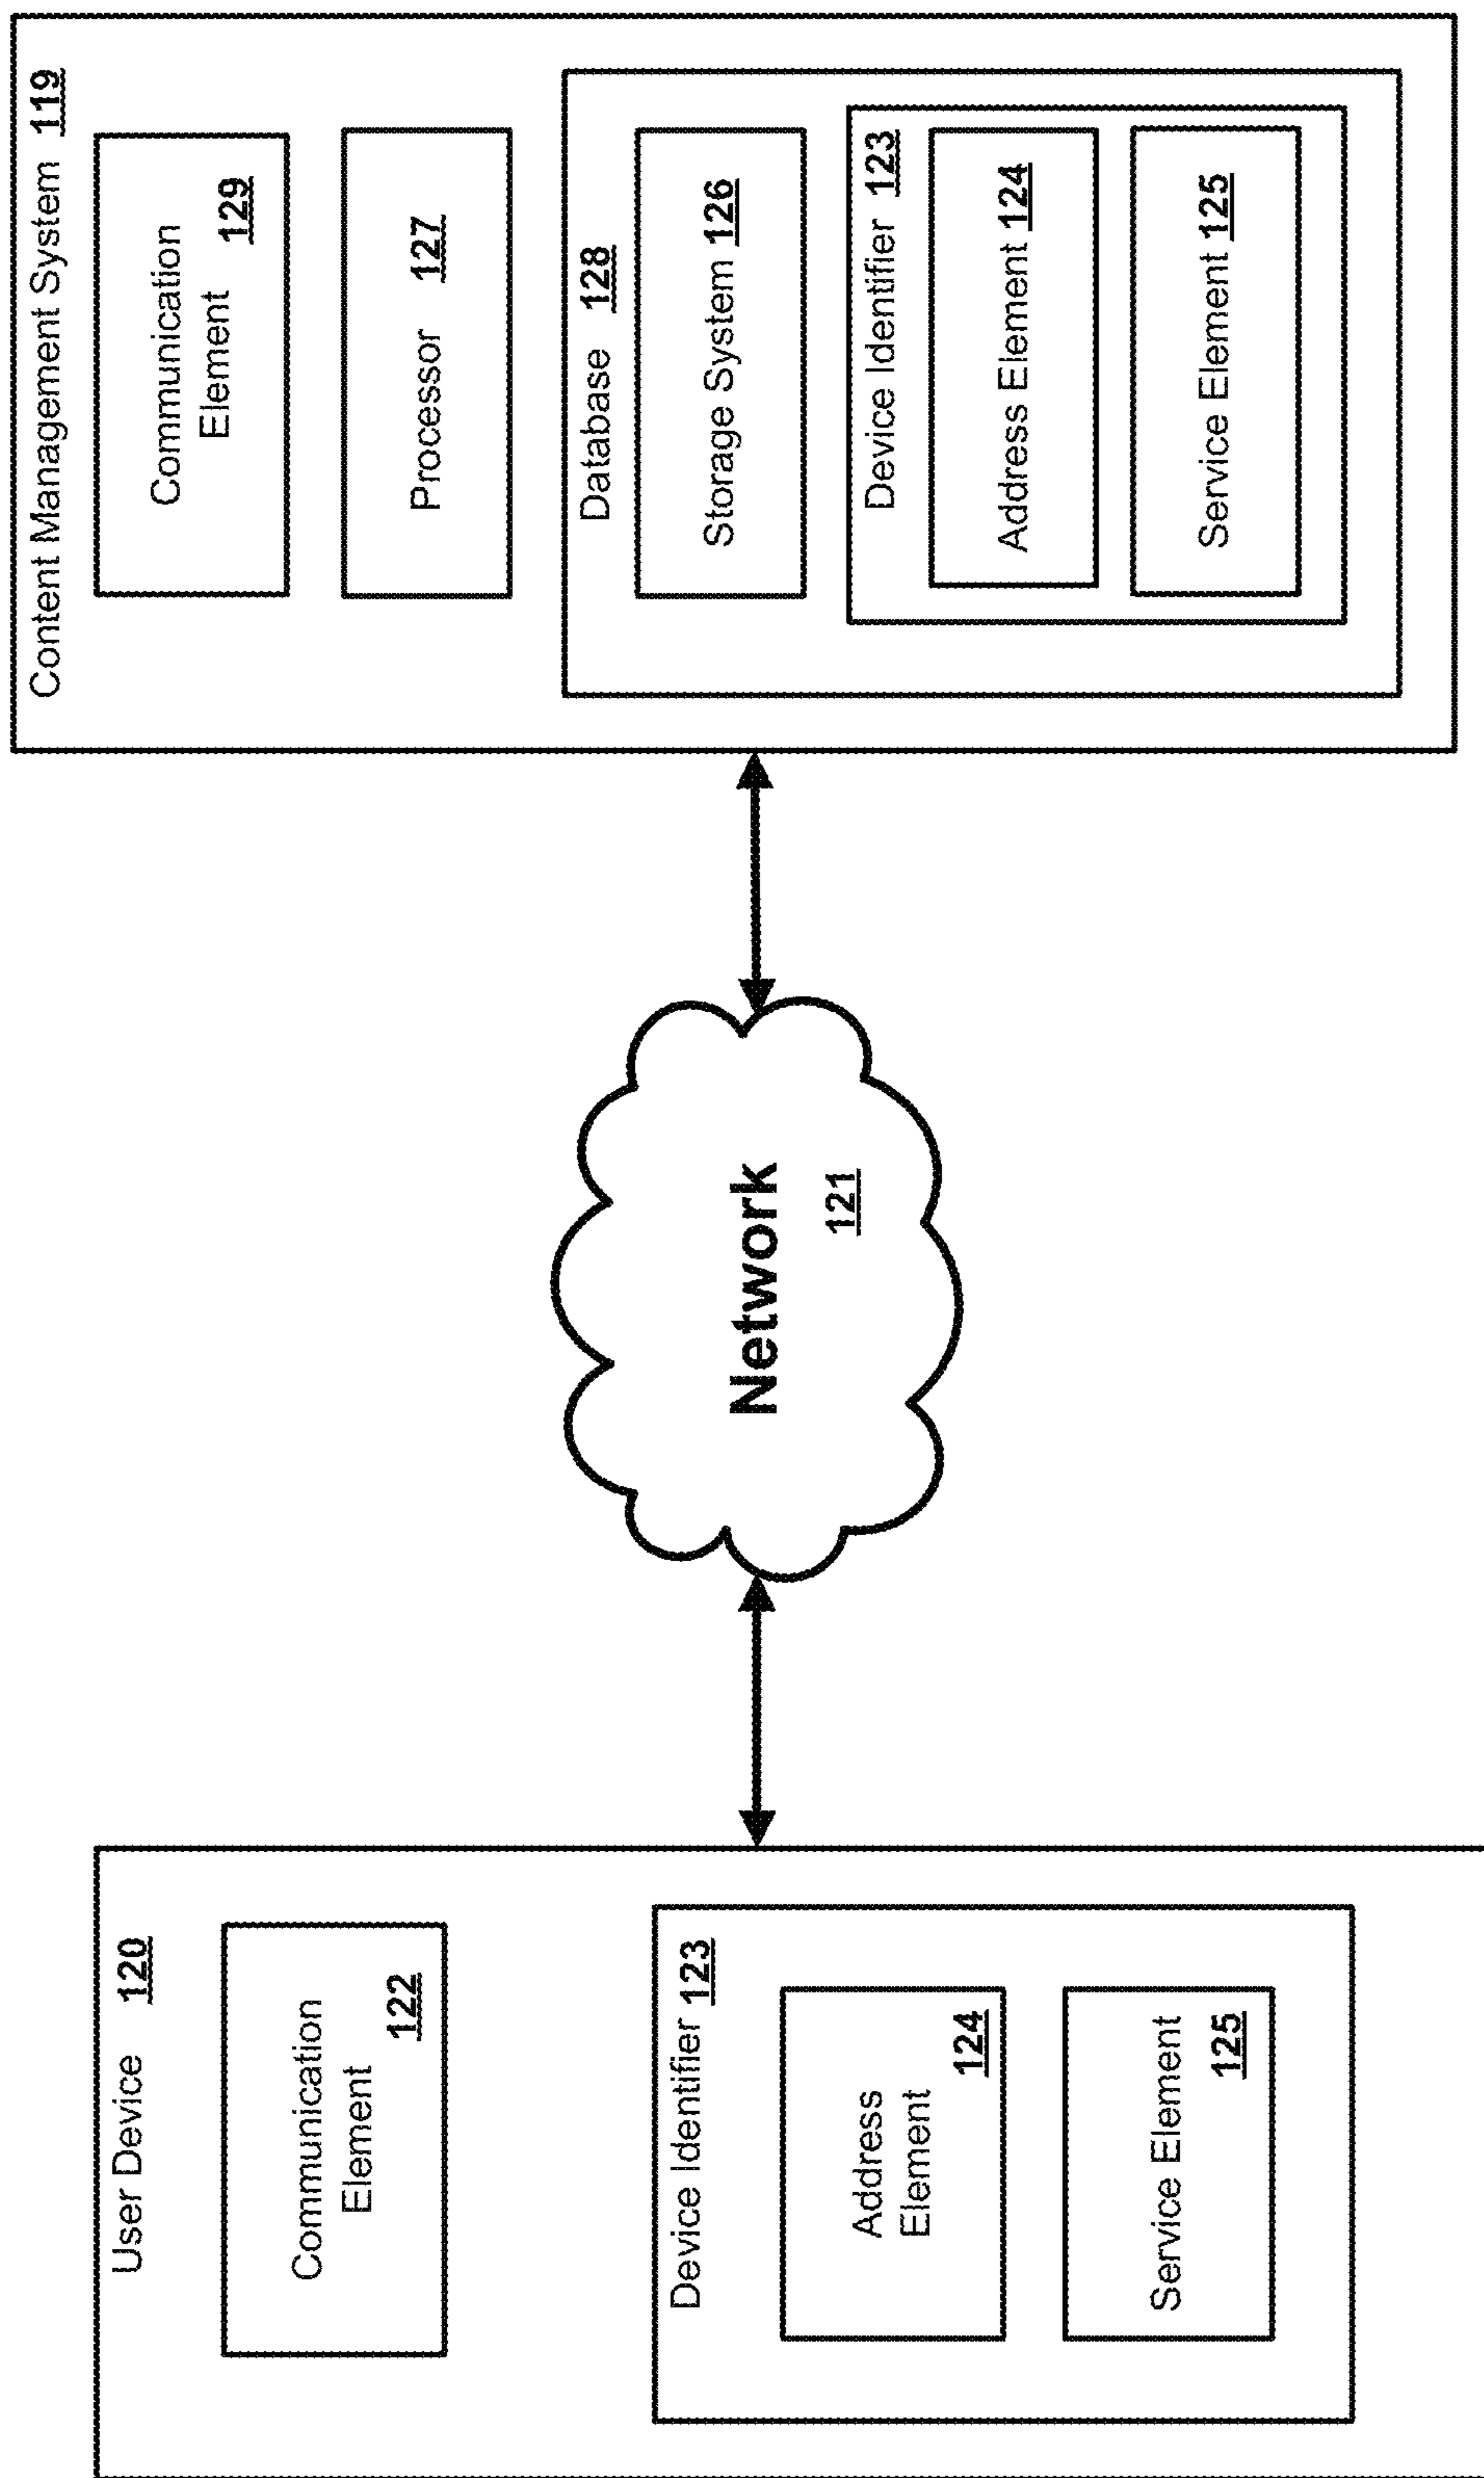 User Device 120
Communication
Element
122
Device Identifier 123
Address
Element
124
Service Element
125
Network
121
Content Management System 119
Communication
Element
129
Processor 127
Database 128
Storage System 126
Device Identifier 123
Address Element 124
Service Element 125